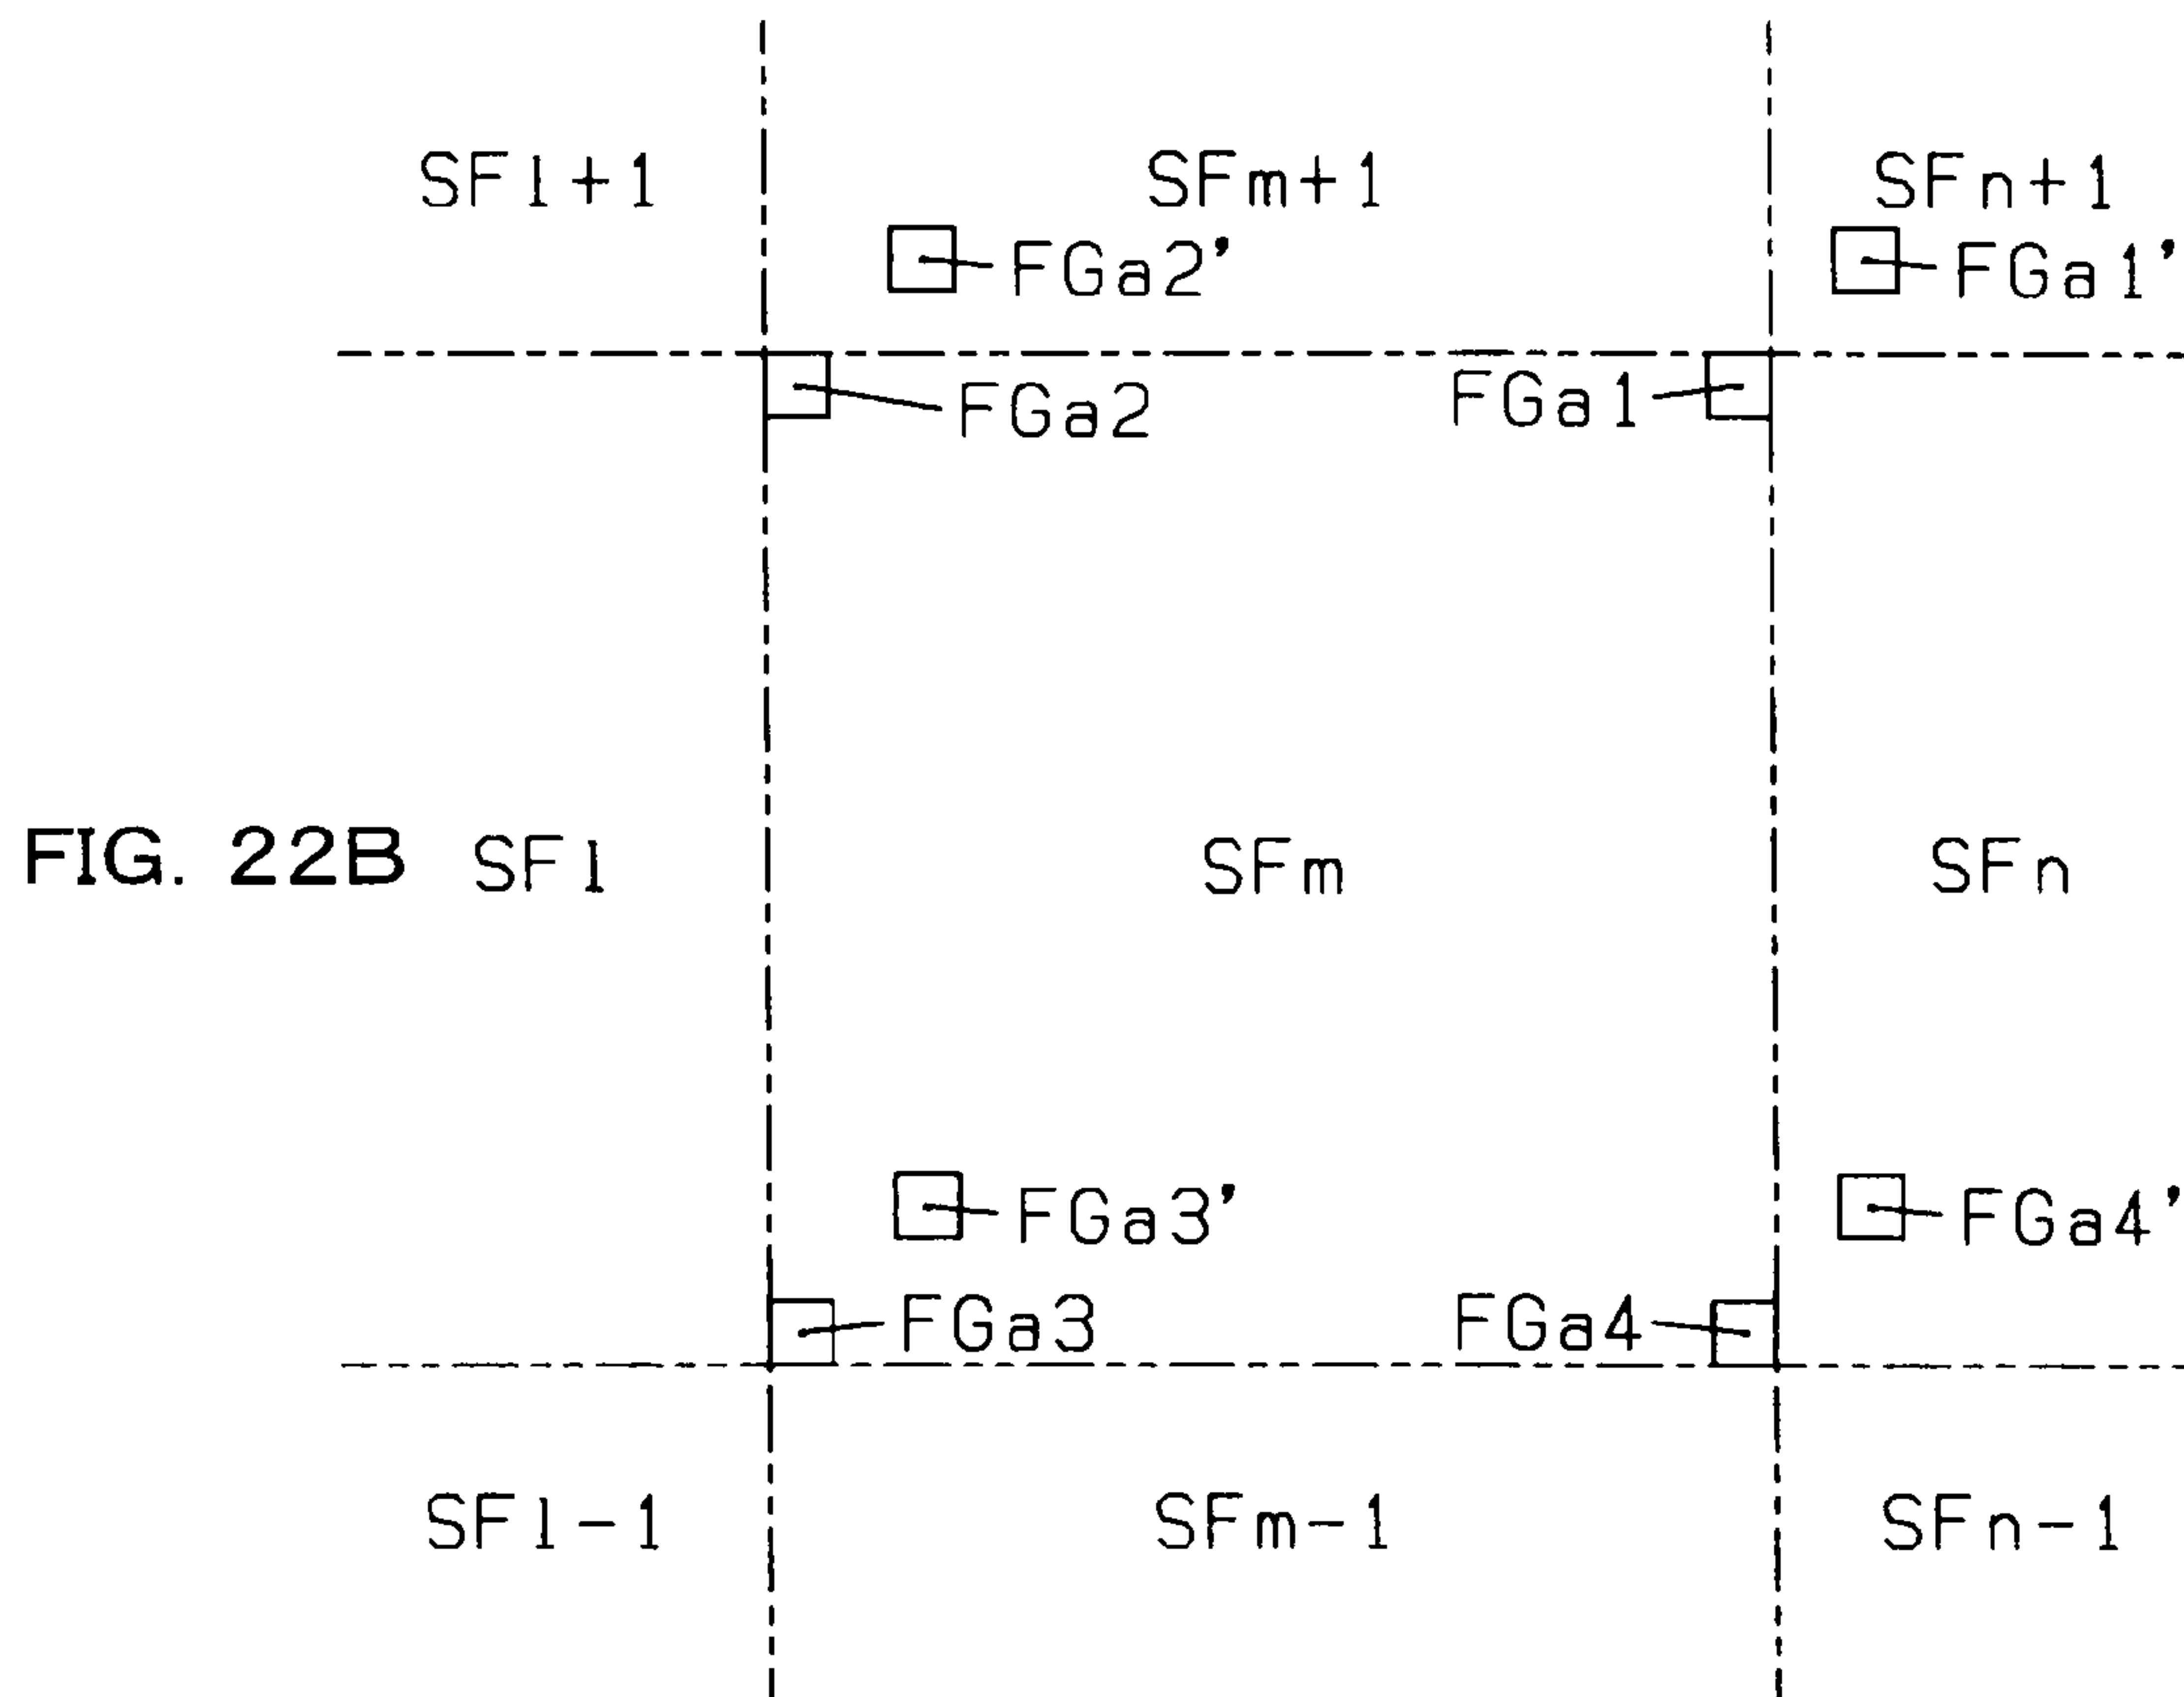 SFl+1
SFm+1
SFn+1
FGa2'
FGa1'
FGa2
FGa1
FIG. 22B
SFl
SFm
SFn
FGa3'
FGa4'
FGa3
FGa4
SFl-1
SFm-1
SFn-1